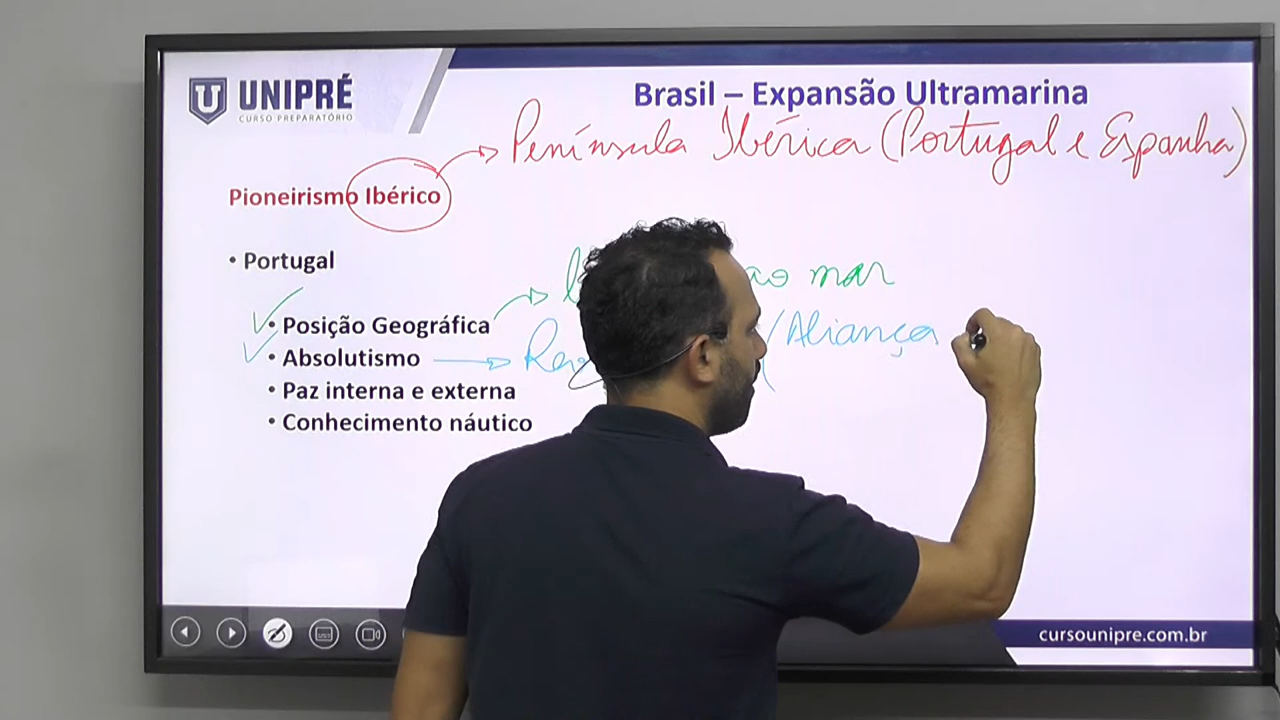 UNIPRÉ
CURSO PREPARATÓRIO
Brasil – Expansão Ultramarina
Península Ibérica (Portugal e Espanha)
Pioneirismo Ibérico
• Portugal
ao mar
• Posição Geográfica
/Aliança
• Absolutismo
• Paz interna e externa
• Conhecimento náutico
cursounipre.com.br